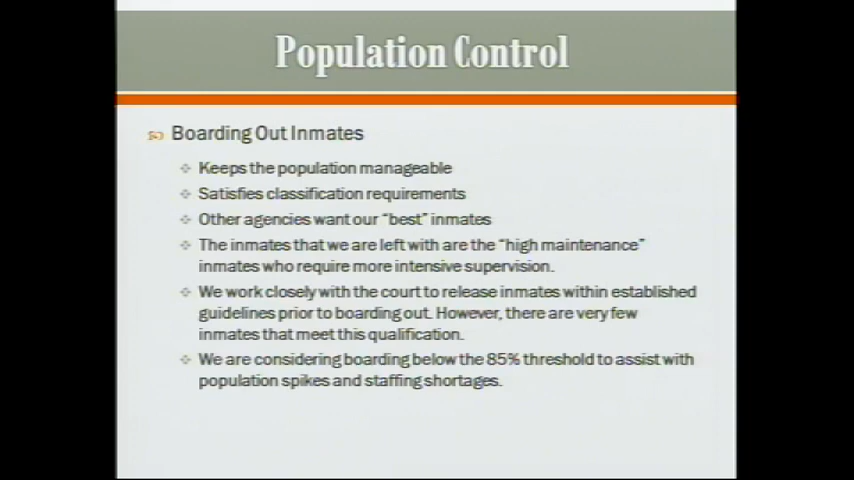 Population Control
Boarding Out Inmates
Keeps the population manageable
Satisfies classification requirements
Other agencies want our “best” inmates
The inmates that we are left with are the “high maintenance”
inmates who require more intensive supervision.
We work closely with the court to release inmates within established
guidelines prior to boarding out. However, there are very few
inmates that meet this qualification.
We are considering boarding below the 85% threshold to assist with
population spikes and staffing shortages.